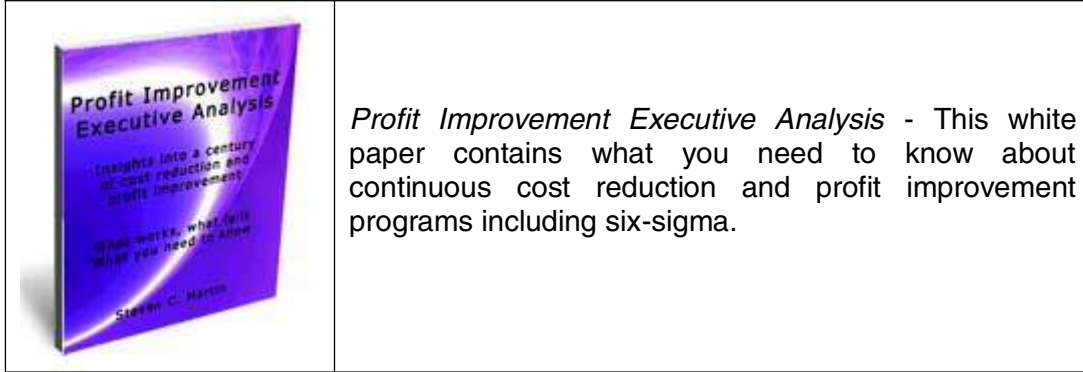 Profit Improvement
Executive Analysis
Insights into a century
of cost reduction and
profit improvement
What works, what fails
What you need to know
Steven C. Martin
Profit Improvement Executive Analysis - This white
paper contains what you need to know about
continuous cost reduction and profit improvement
programs including six-sigma.